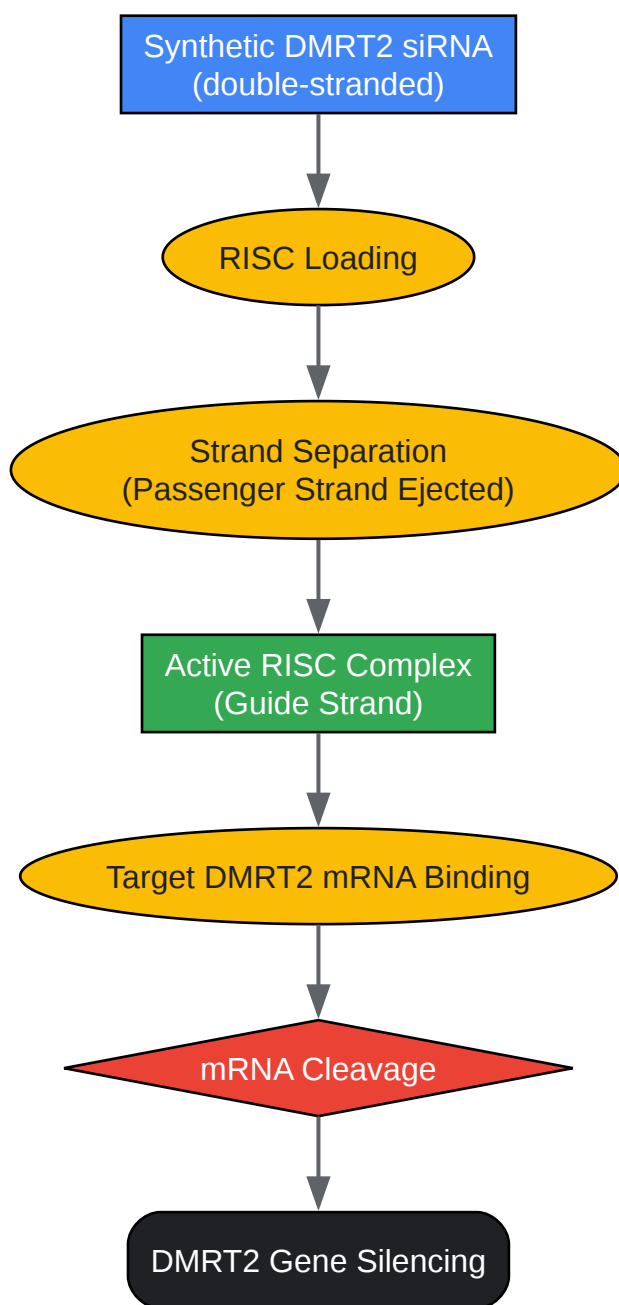 Synthetic DMRT2 siRNA
(double-stranded)
RISC Loading
Strand Separation
(Passenger Strand Ejected)
Active RISC Complex
(Guide Strand)
Target DMRT2 mRNA Binding
mRNA Cleavage
DMRT2 Gene Silencing